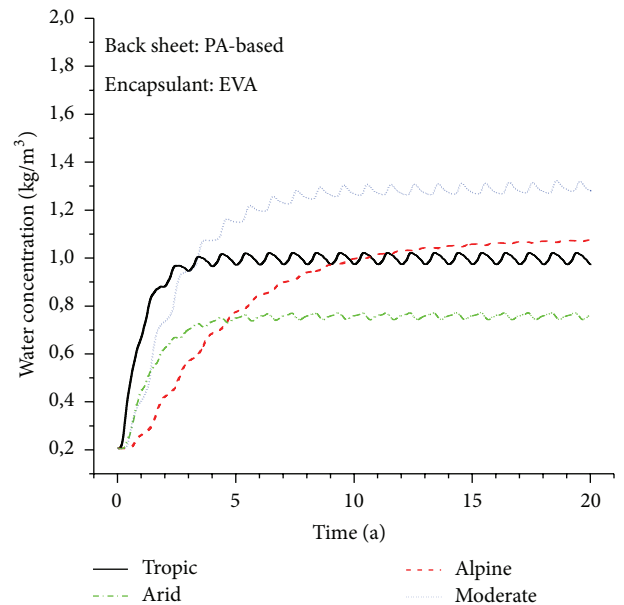 2,0
Back sheet: PA-based
1,8
Encapsulant: EVA
1,6
1,4
1,2
1,0
0,8
0,6
0,4
0,2
Water concentration (kg/m³)
0 5 10 15 20
Time (a)
Tropic Alpine
Arid Moderate